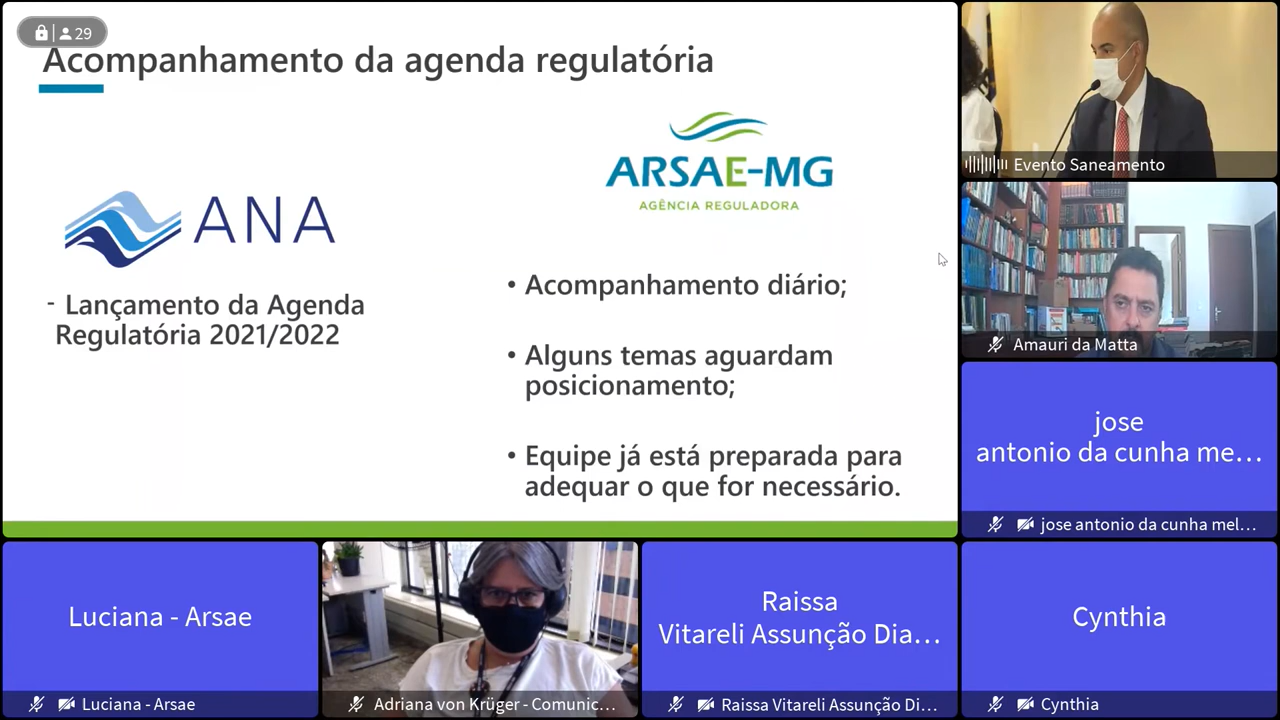 29
Acompanhamento da agenda regulatória
ANA
- Lançamento da Agenda
Regulatória 2021/2022
ARSAE-MG
AGÊNCIA REGULADORA
• Acompanhamento diário;
• Alguns temas aguardam
posicionamento;
• Equipe já está preparada para
adequar o que for necessário.
Evento Saneamento
Amauri da Matta
jose
antonio da cunha me...
jose antonio da cunha mel...
Luciana - Arsae
Luciana - Arsae
Adriana von Krüger - Comunic...
Raissa
Vitareli Assunção Dia...
Raissa Vitareli Assunção Di...
Cynthia
Cynthia